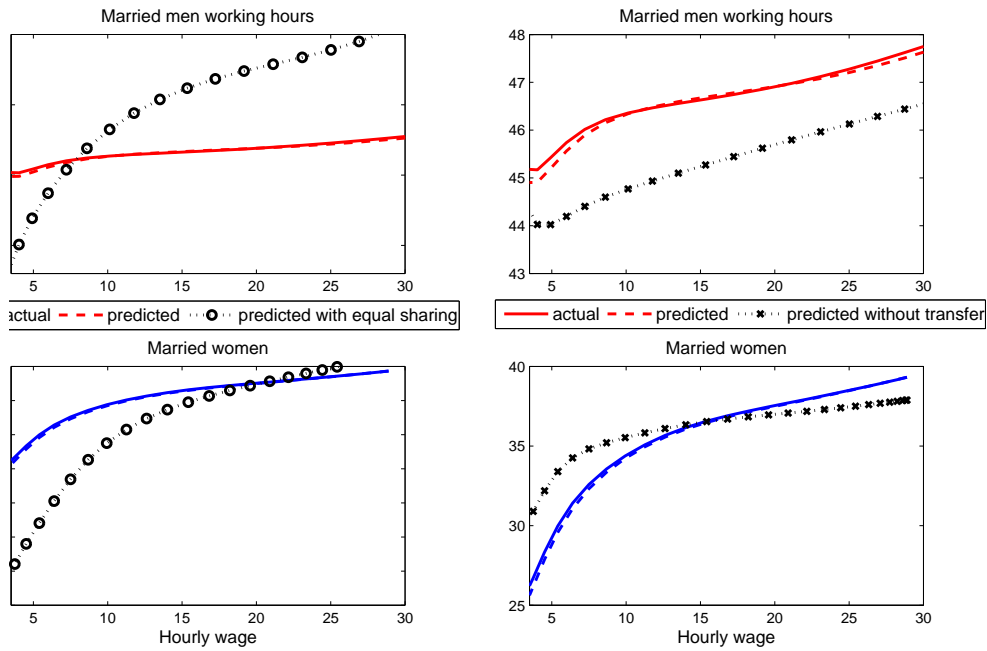 Married men working hours
5 10 15 20 25 30
actual predicted predicted with equal sharing
Married women
5 10 15 20 25 30
Hourly wage
Married men working hours
48
47
46
45
44
43
5 10 15 20 25 30
actual predicted predicted without transfer
Married women
40
35
30
25
5 10 15 20 25 30
Hourly wage